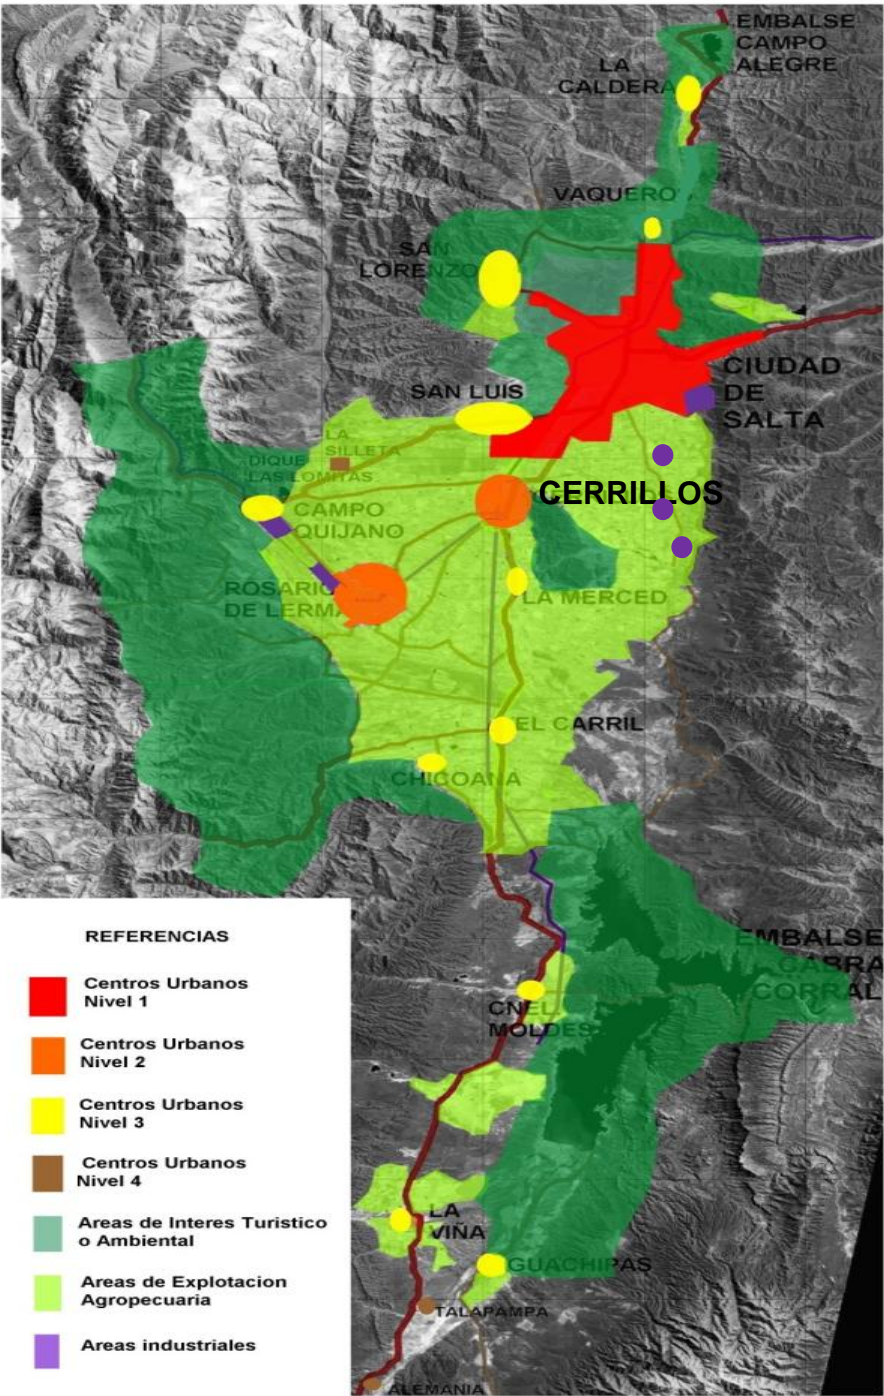 EMBALSE
CAMPO
ALEGRE
LA
CALDERA
VAQUERO
SAN
LORENZO
CIUDAD
DE
SALTA
SAN LUIS
LA
SILLETA
DIQUE
LAS LOMITAS
CERRILLOS
CAMPO
QUIJANO
ROSARIO
DE LERMA
LA MERCED
EL CARRIL
CHICOANA
EMBALSE
CABRA
CORRAL
CNEL.
MOLDES
LA
VIÑA
GUACHIPAS
TALAPAMPA
ALEMANIA
REFERENCIAS
Centros Urbanos
Nivel 1
Centros Urbanos
Nivel 2
Centros Urbanos
Nivel 3
Centros Urbanos
Nivel 4
Areas de Interes Turistico
o Ambiental
Areas de Explotacion
Agropecuaria
Areas industriales